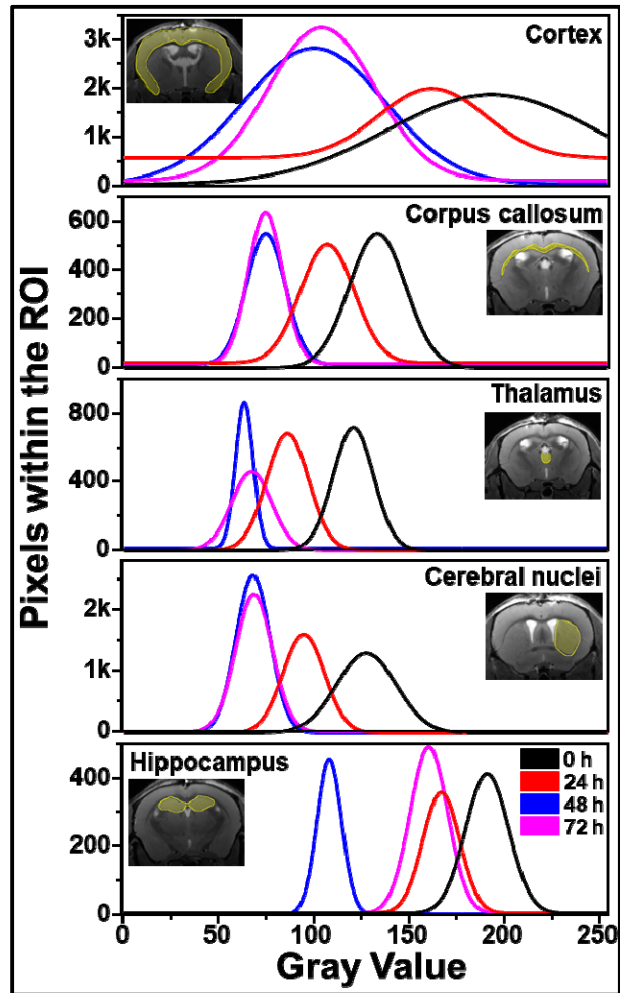 Pixels within the ROI
Cortex
3k
2k
1k
0
Corpus callosum
600
400
200
0
Thalamus
800
400
0
Cerebral nuclei
2k
1k
0
Hippocampus
0 h
24 h
48 h
72 h
400
200
0
0 50 100 150 200 250
Gray Value